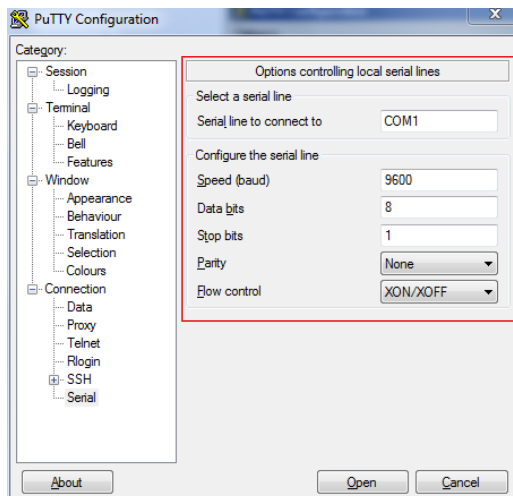 PuTTY Configuration
X
Category:
Session
Logging
Terminal
Keyboard
Bell
Features
Window
Appearance
Behaviour
Translation
Selection
Colours
Connection
Data
Proxy
Telnet
Rlogin
SSH
Serial
Options controlling local serial lines
Select a serial line
Serial line to connect to COM1
Configure the serial line
Speed (baud) 9600
Data bits 8
Stop bits 1
Parity None
Flow control XON/XOFF
About Open Cancel